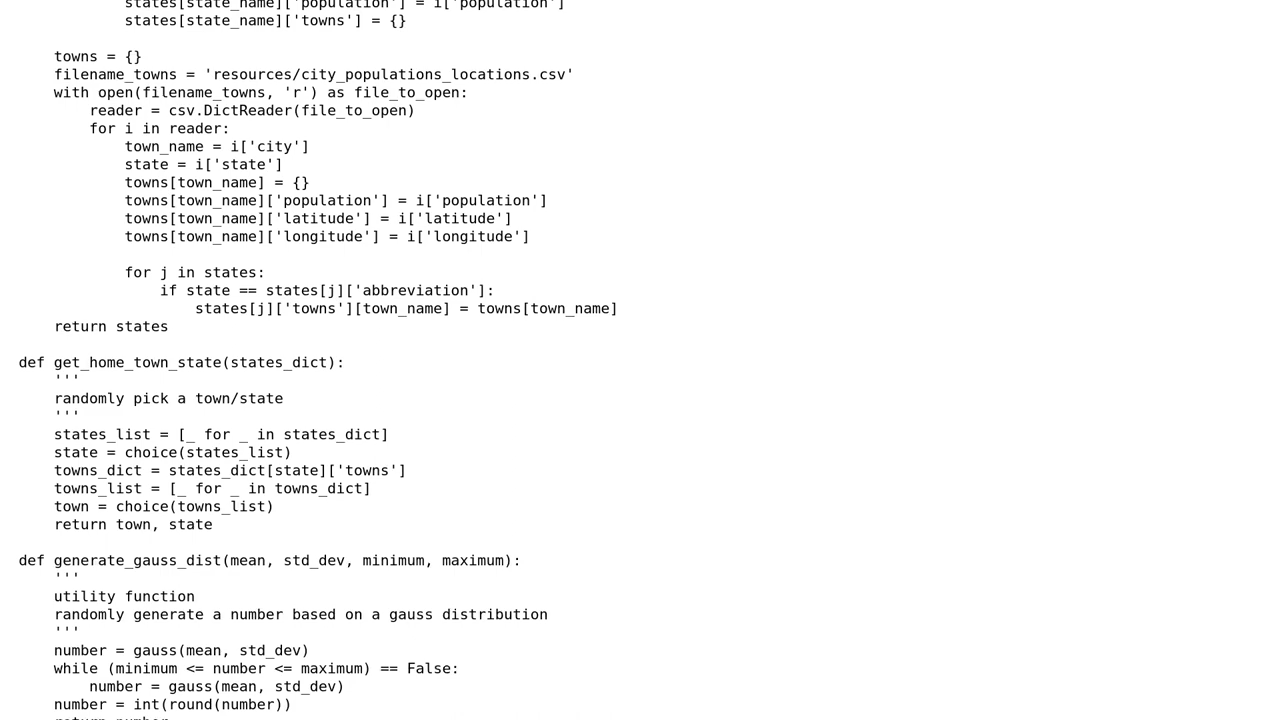 states[state_name]['population'] = i['population']
            states[state_name]['towns'] = {}

    towns = {}
    filename_towns = 'resources/city_populations_locations.csv'
    with open(filename_towns, 'r') as file_to_open:
        reader = csv.DictReader(file_to_open)
        for i in reader:
            town_name = i['city']
            state = i['state']
            towns[town_name] = {}
            towns[town_name]['population'] = i['population']
            towns[town_name]['latitude'] = i['latitude']
            towns[town_name]['longitude'] = i['longitude']

            for j in states:
                if state == states[j]['abbreviation']:
                    states[j]['towns'][town_name] = towns[town_name]
    return states

def get_home_town_state(states_dict):
    '''
    randomly pick a town/state
    '''
    states_list = [_ for _ in states_dict]
    state = choice(states_list)
    towns_dict = states_dict[state]['towns']
    towns_list = [_ for _ in towns_dict]
    town = choice(towns_list)
    return town, state

def generate_gauss_dist(mean, std_dev, minimum, maximum):
    '''
    utility function
    randomly generate a number based on a gauss distribution
    '''
    number = gauss(mean, std_dev)
    while (minimum <= number <= maximum) == False:
        number = gauss(mean, std_dev)
    number = int(round(number))
    return number